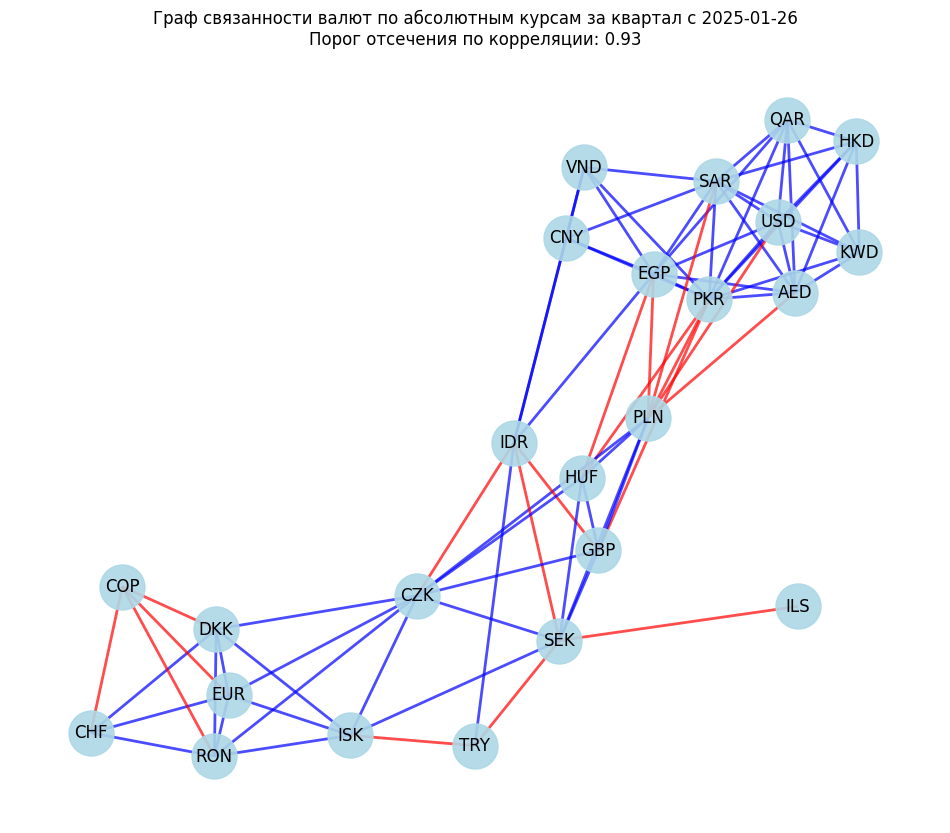 Граф связанности валют по абсолютным курсам за квартал с 2025-01-26
Порог отсечения по корреляции: 0.93
QAR
HKD
VND
SAR
USD
CNY
KWD
EGP
PKR
AED
PLN
IDR
HUF
GBP
COP
CZK
ILS
DKK
SEK
EUR
CHF
ISK
TRY
RON